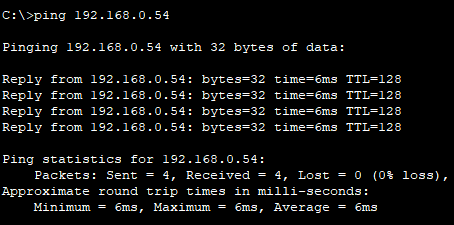 C:\>ping 192.168.0.54
Pinging 192.168.0.54 with 32 bytes of data:
Reply from 192.168.0.54: bytes=32 time=6ms TTL=128
Reply from 192.168.0.54: bytes=32 time=6ms TTL=128
Reply from 192.168.0.54: bytes=32 time=6ms TTL=128
Reply from 192.168.0.54: bytes=32 time=6ms TTL=128
Ping statistics for 192.168.0.54:
    Packets: Sent = 4, Received = 4, Lost = 0 (0% loss),
Approximate round trip times in milli-seconds:
    Minimum = 6ms, Maximum = 6ms, Average = 6ms